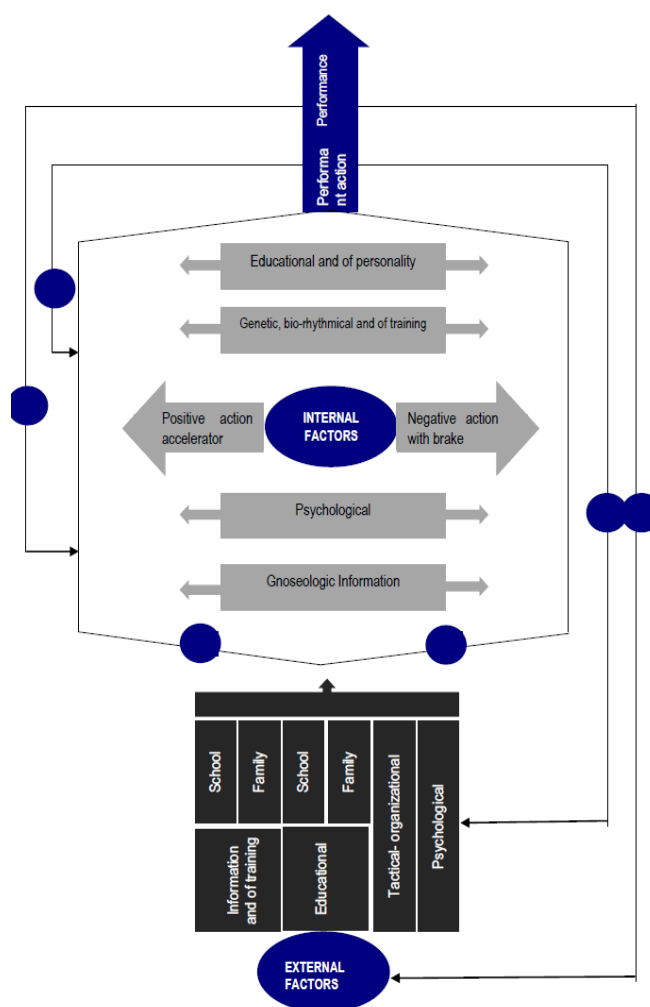 Performance
Performa
nt action
Educational and of personality
Genetic, bio-rhythmical and of training
Positive action
accelerator
INTERNAL
FACTORS
Negative action
with brake
Psychological
Gnoseologic Information
School
Family
School
Family
Tactical- organizational
Psychological
Information
and of training
Educational
EXTERNAL
FACTORS